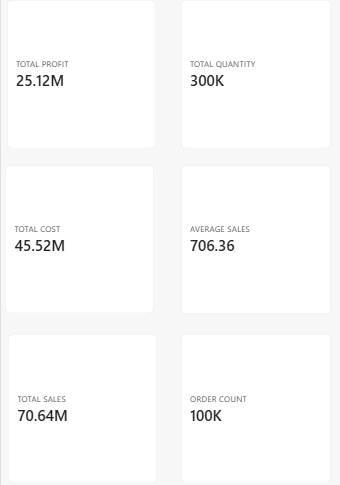 TOTAL PROFIT
25.12M
TOTAL QUANTITY
300K
TOTAL COST
45.52M
AVERAGE SALES
706.36
TOTAL SALES
70.64M
ORDER COUNT
100K